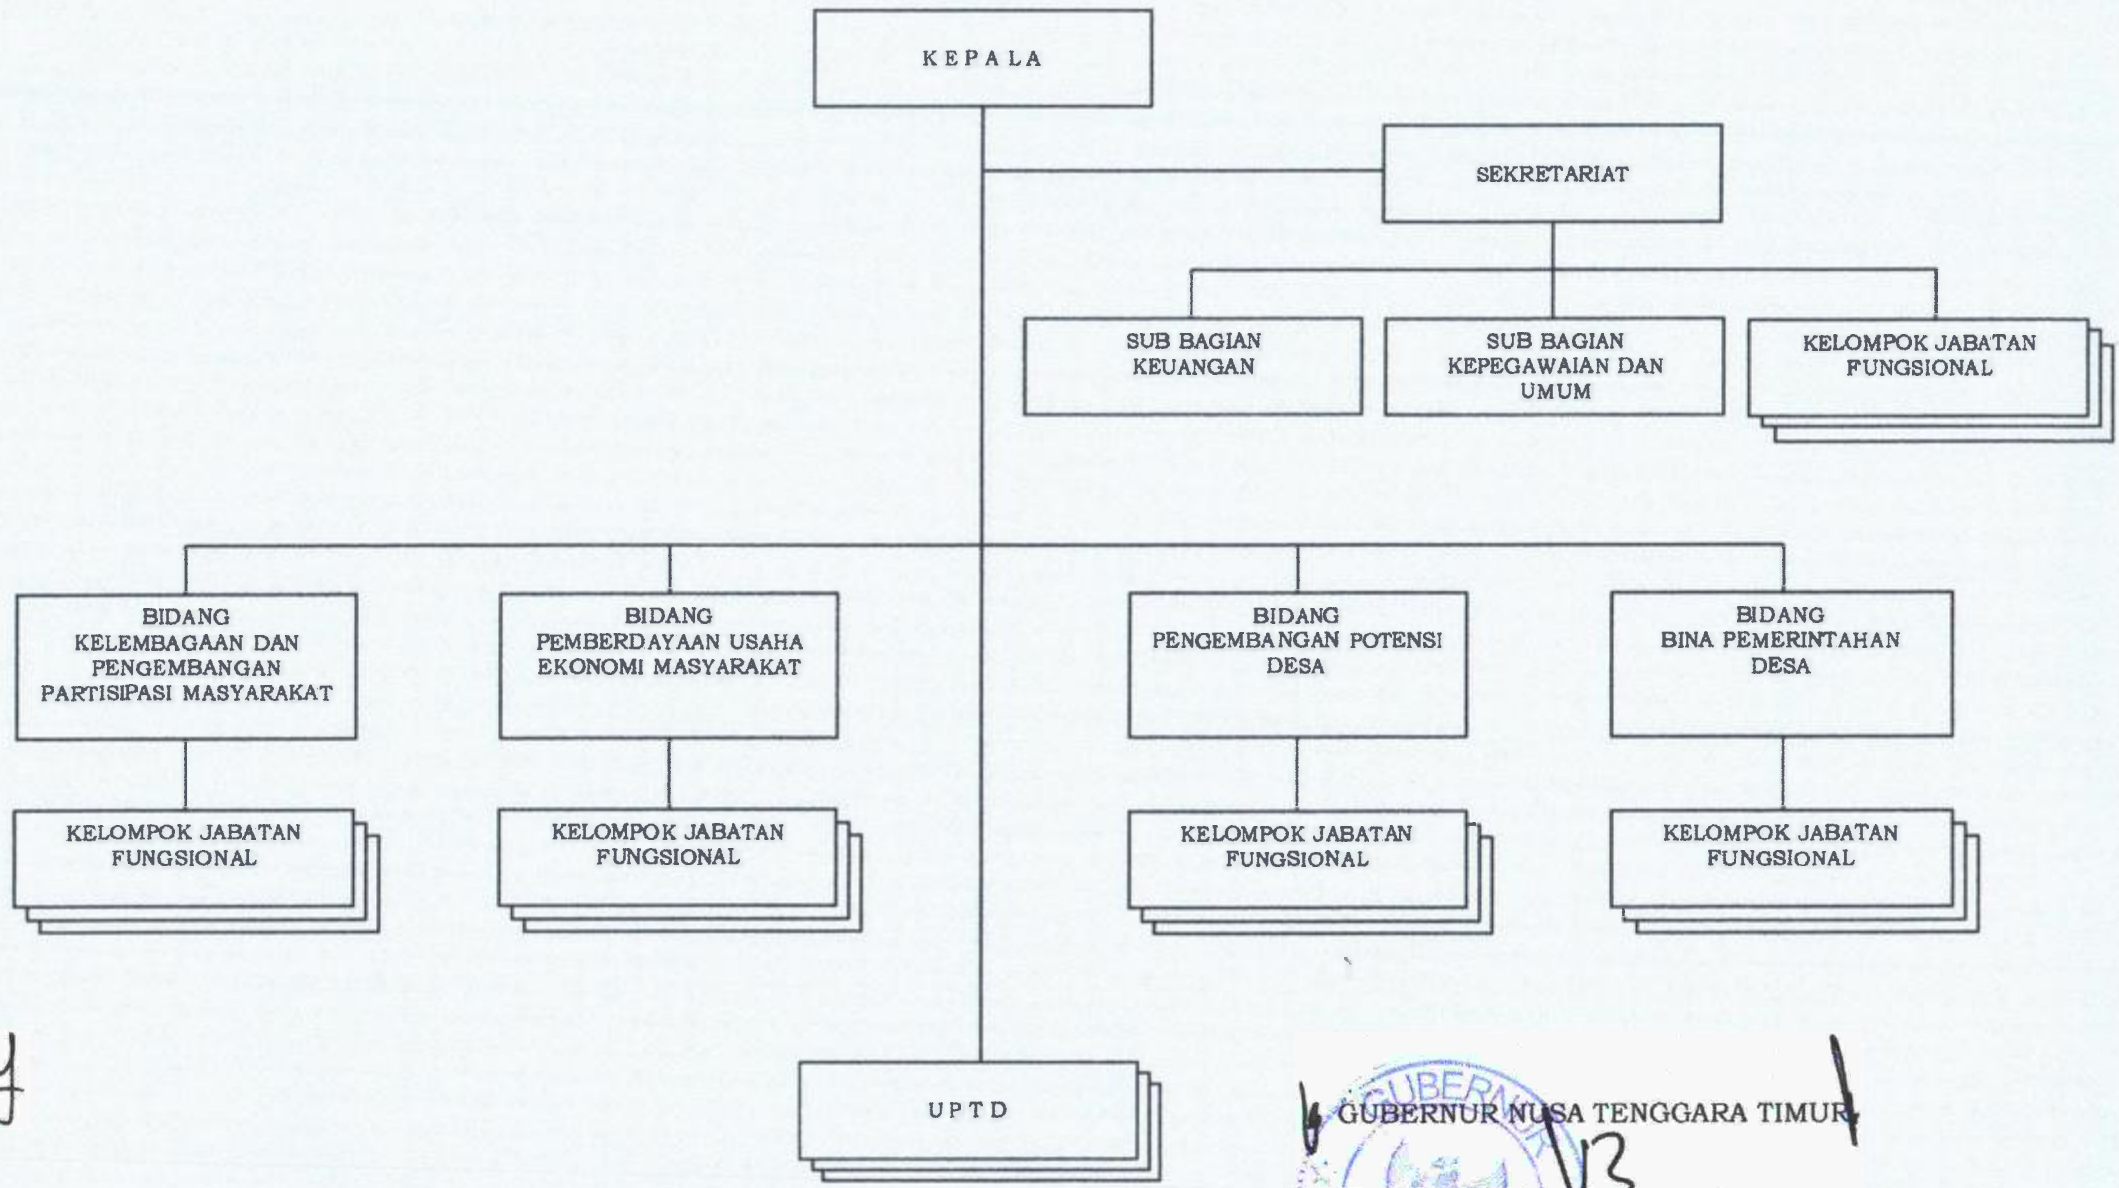 K E P A L A
SEKRETARIAT
SUB BAGIAN
KEUANGAN
SUB BAGIAN
KEPEGAWAIAN DAN
UMUM
KELOMPOK JABATAN
FUNGSIONAL
BIDANG
KELEMBAGAAN DAN
PENGEMBANGAN
PARTISIPASI MASYARAKAT
BIDANG
PEMBERDAYAAN USAHA
EKONOMI MASYARAKAT
BIDANG
PENGEMBANGAN POTENSI
DESA
BIDANG
BINA PEMERINTAHAN
DESA
KELOMPOK JABATAN
FUNGSIONAL
KELOMPOK JABATAN
FUNGSIONAL
KELOMPOK JABATAN
FUNGSIONAL
KELOMPOK JABATAN
FUNGSIONAL
U P T D
GUBERNUR
GUBERNUR NUSA TENGGARA TIMUR